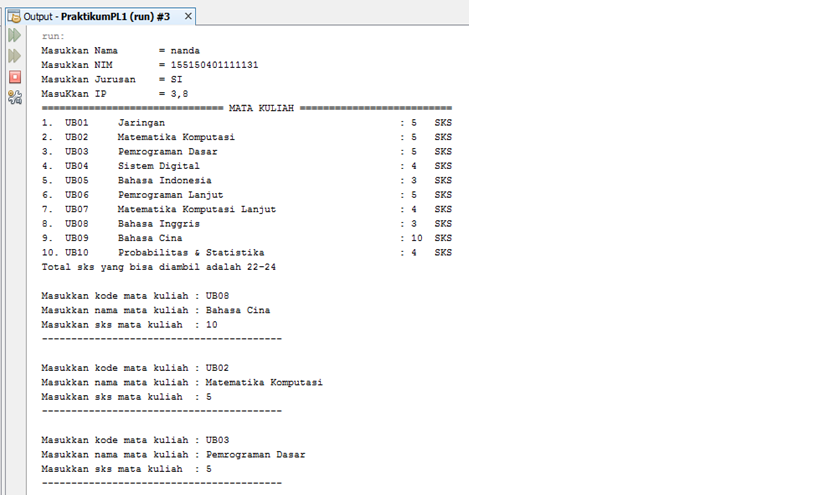 Output - PraktikumPL1 (run) #3
run:
Masukkan Nama = nanda
Masukkan NIM = 155150401111131
Masukkan Jurusan = SI
MasuKkan IP = 3,8
=============================== MATA KULIAH ==========================
1. UB01 Jaringan : 5 SKS
2. UB02 Matematika Komputasi : 5 SKS
3. UB03 Pemrograman Dasar : 5 SKS
4. UB04 Sistem Digital : 4 SKS
5. UB05 Bahasa Indonesia : 3 SKS
6. UB06 Pemrograman Lanjut : 5 SKS
7. UB07 Matematika Komputasi Lanjut : 4 SKS
8. UB08 Bahasa Inggris : 3 SKS
9. UB09 Bahasa Cina : 10 SKS
10. UB10 Probabilitas & Statistika : 4 SKS
Total sks yang bisa diambil adalah 22-24
Masukkan kode mata kuliah : UB08
Masukkan nama mata kuliah : Bahasa Cina
Masukkan sks mata kuliah : 10
-----------------------------------------
Masukkan kode mata kuliah : UB02
Masukkan nama mata kuliah : Matematika Komputasi
Masukkan sks mata kuliah : 5
-----------------------------------------
Masukkan kode mata kuliah : UB03
Masukkan nama mata kuliah : Pemrograman Dasar
Masukkan sks mata kuliah : 5
-----------------------------------------